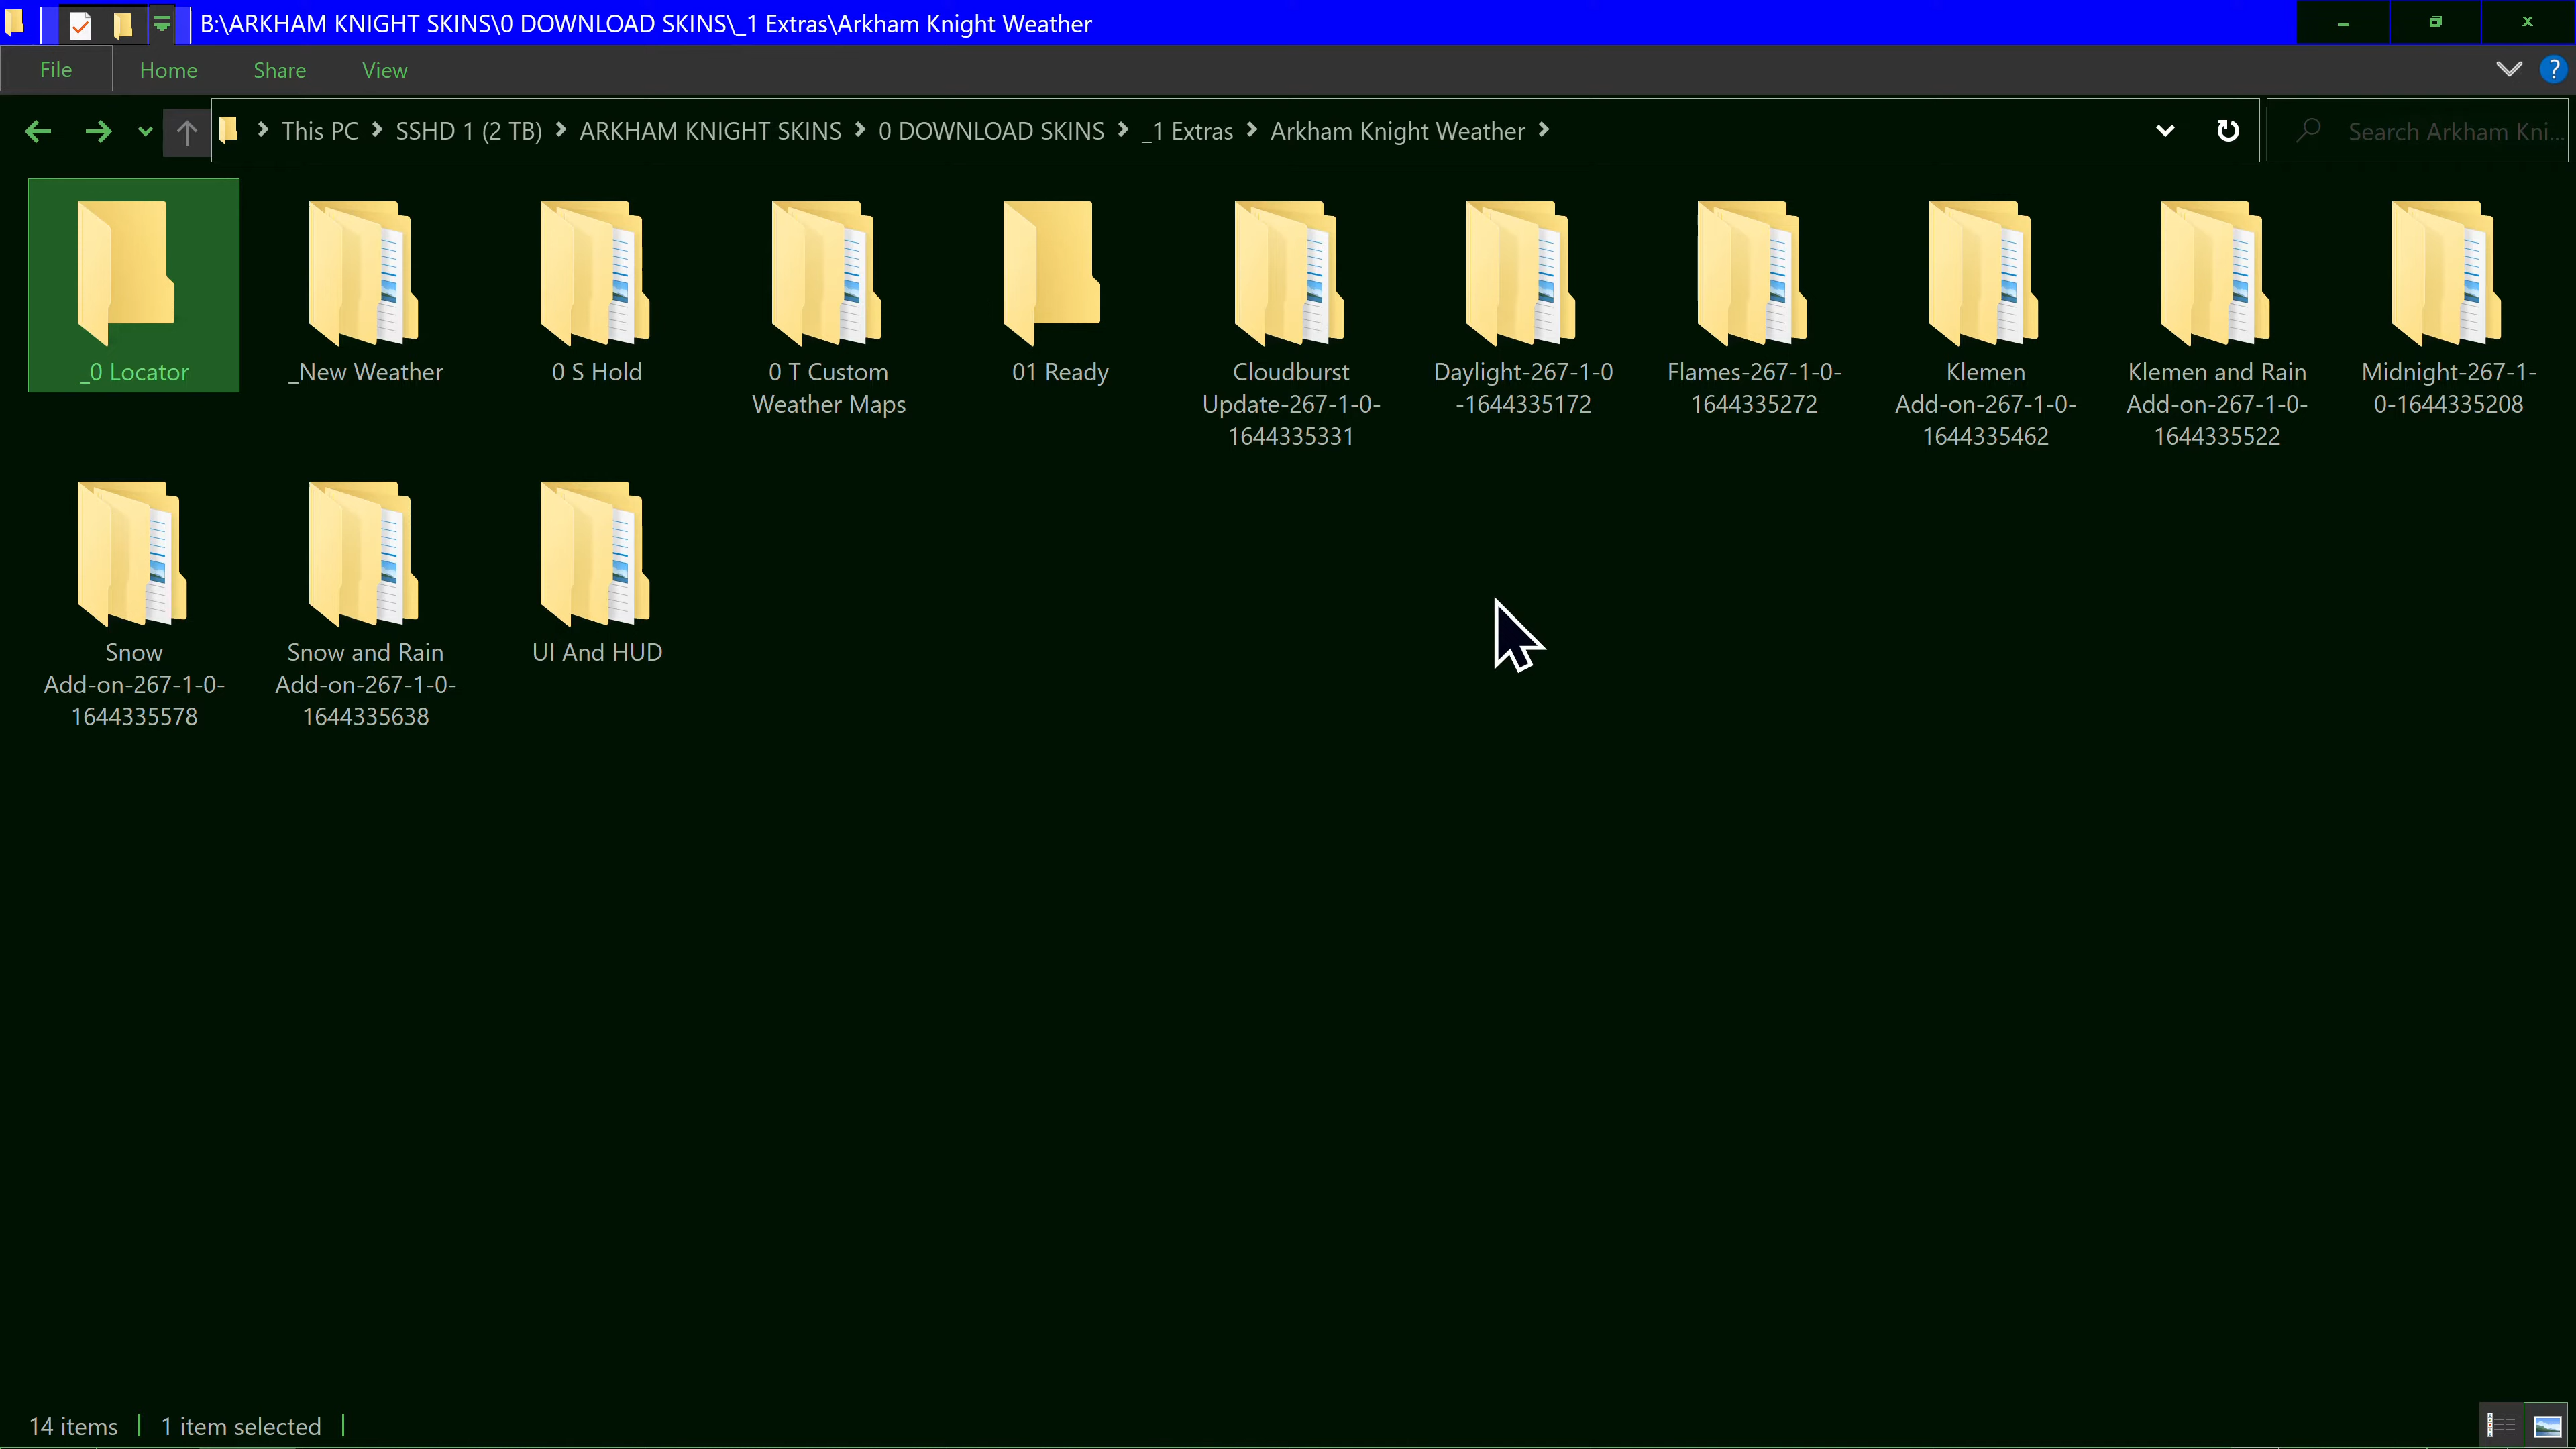 B:\ARKHAM KNIGHT SKINS\0 DOWNLOAD SKINS\_1 Extras\Arkham Knight Weather
File Home Share View
?
This PC SSHD 1 (2 TB) ARKHAM KNIGHT SKINS 0 DOWNLOAD SKINS _1 Extras Arkham Knight Weather
Search Arkham Kni...
_0 Locator
_New Weather
0 S Hold
0 T Custom
Weather Maps
01 Ready
Cloudburst
Update-267-1-0-
1644335331
Daylight-267-1-0
-1644335172
Flames-267-1-0-
1644335272
Klemen
Add-on-267-1-0-
1644335462
Klemen and Rain
Add-on-267-1-0-
1644335522
Midnight-267-1-
0-1644335208
Snow
Add-on-267-1-0-
1644335578
Snow and Rain
Add-on-267-1-0-
1644335638
UI And HUD
14 items 1 item selected